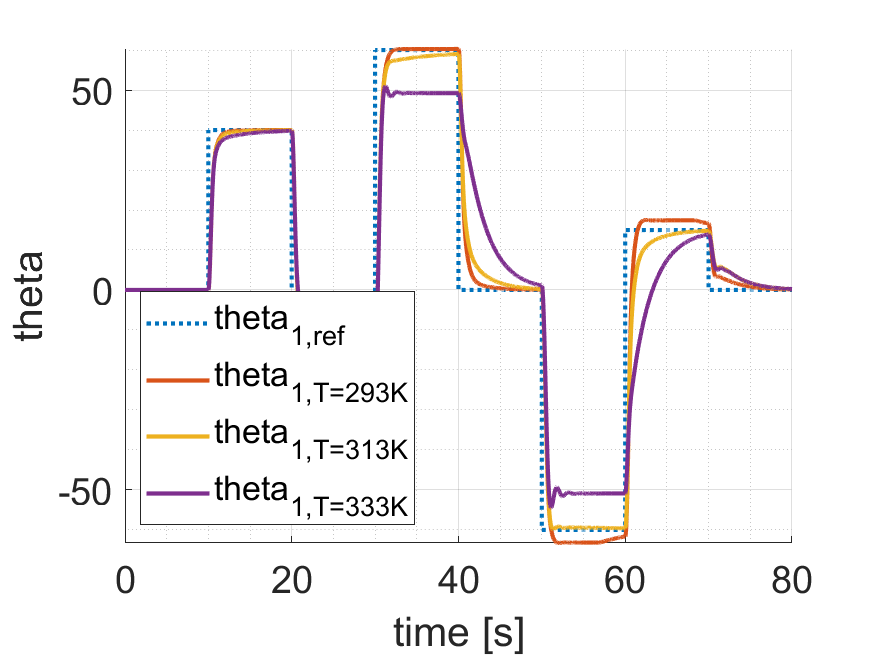 50
0
-50
theta
theta1,ref
theta1,T=293K
theta1,T=313K
theta1,T=333K
0 20 40 60 80
time [s]